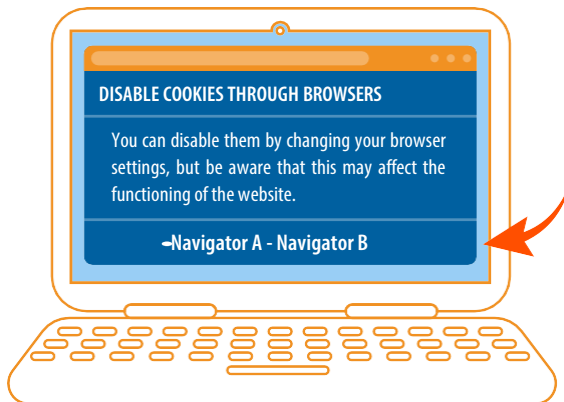 DISABLE COOKIES THROUGH BROWSERS
You can disable them by changing your browser
settings, but be aware that this may affect the
functioning of the website.
Navigator A - Navigator B